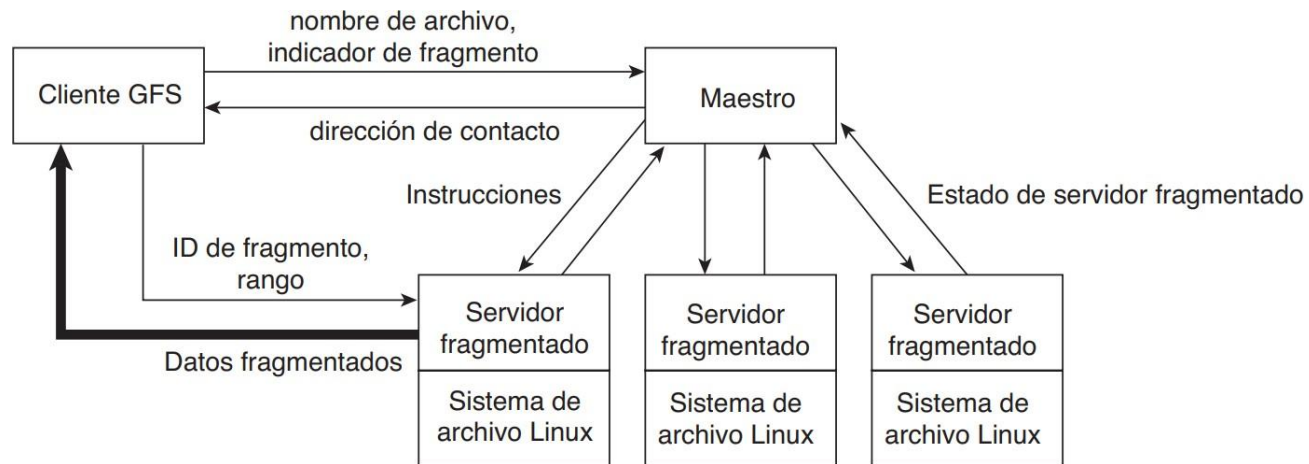 nombre de archivo,
indicador de fragmento
Cliente GFS
Maestro
dirección de contacto
Instrucciones
Estado de servidor fragmentado
ID de fragmento,
rango
Servidor
fragmentado
Servidor
fragmentado
Servidor
fragmentado
Datos fragmentados
Sistema de
archivo Linux
Sistema de
archivo Linux
Sistema de
archivo Linux